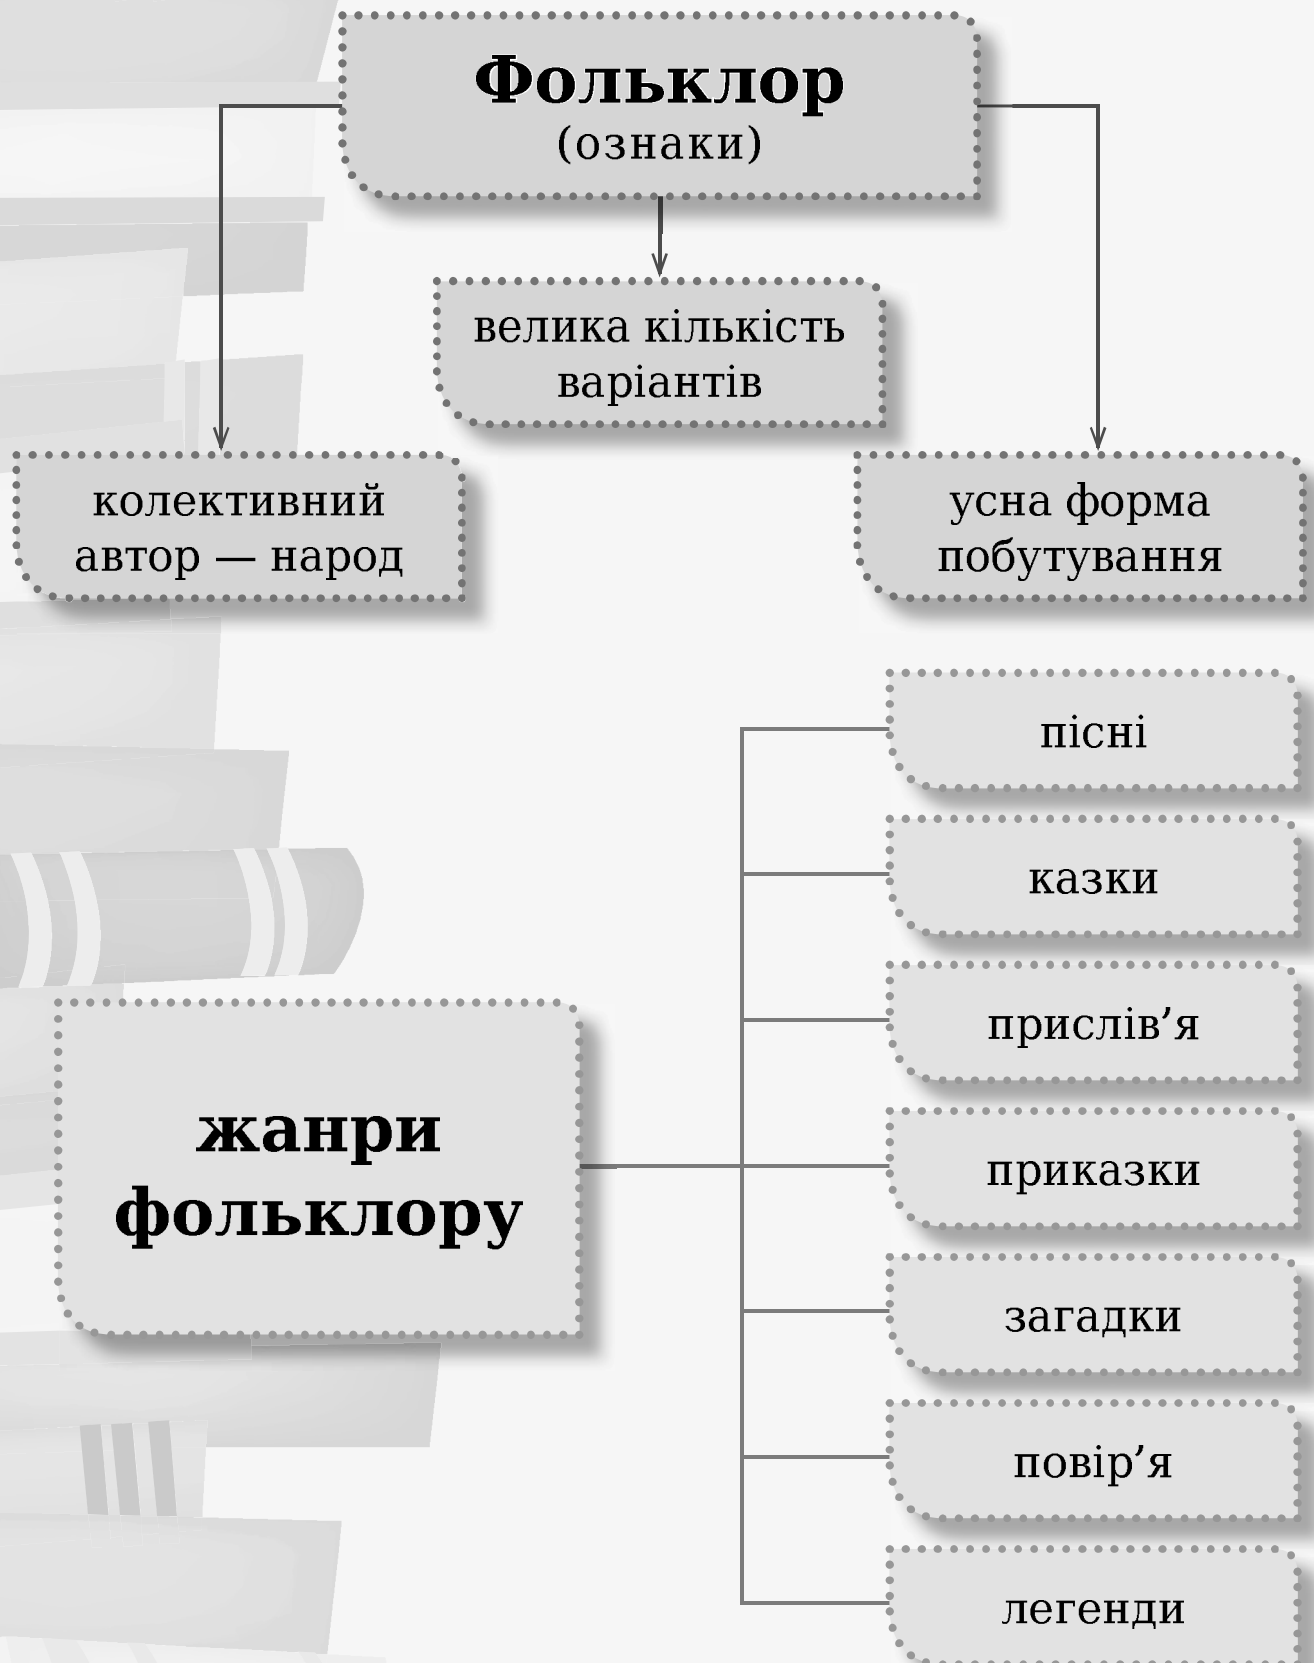 Фольклор
(ознаки)
велика кількість
варіантів
колективний
автор — народ
усна форма
побутування
жанри
фольклору
пісні
казки
прислів’я
приказки
загадки
повір’я
легенди